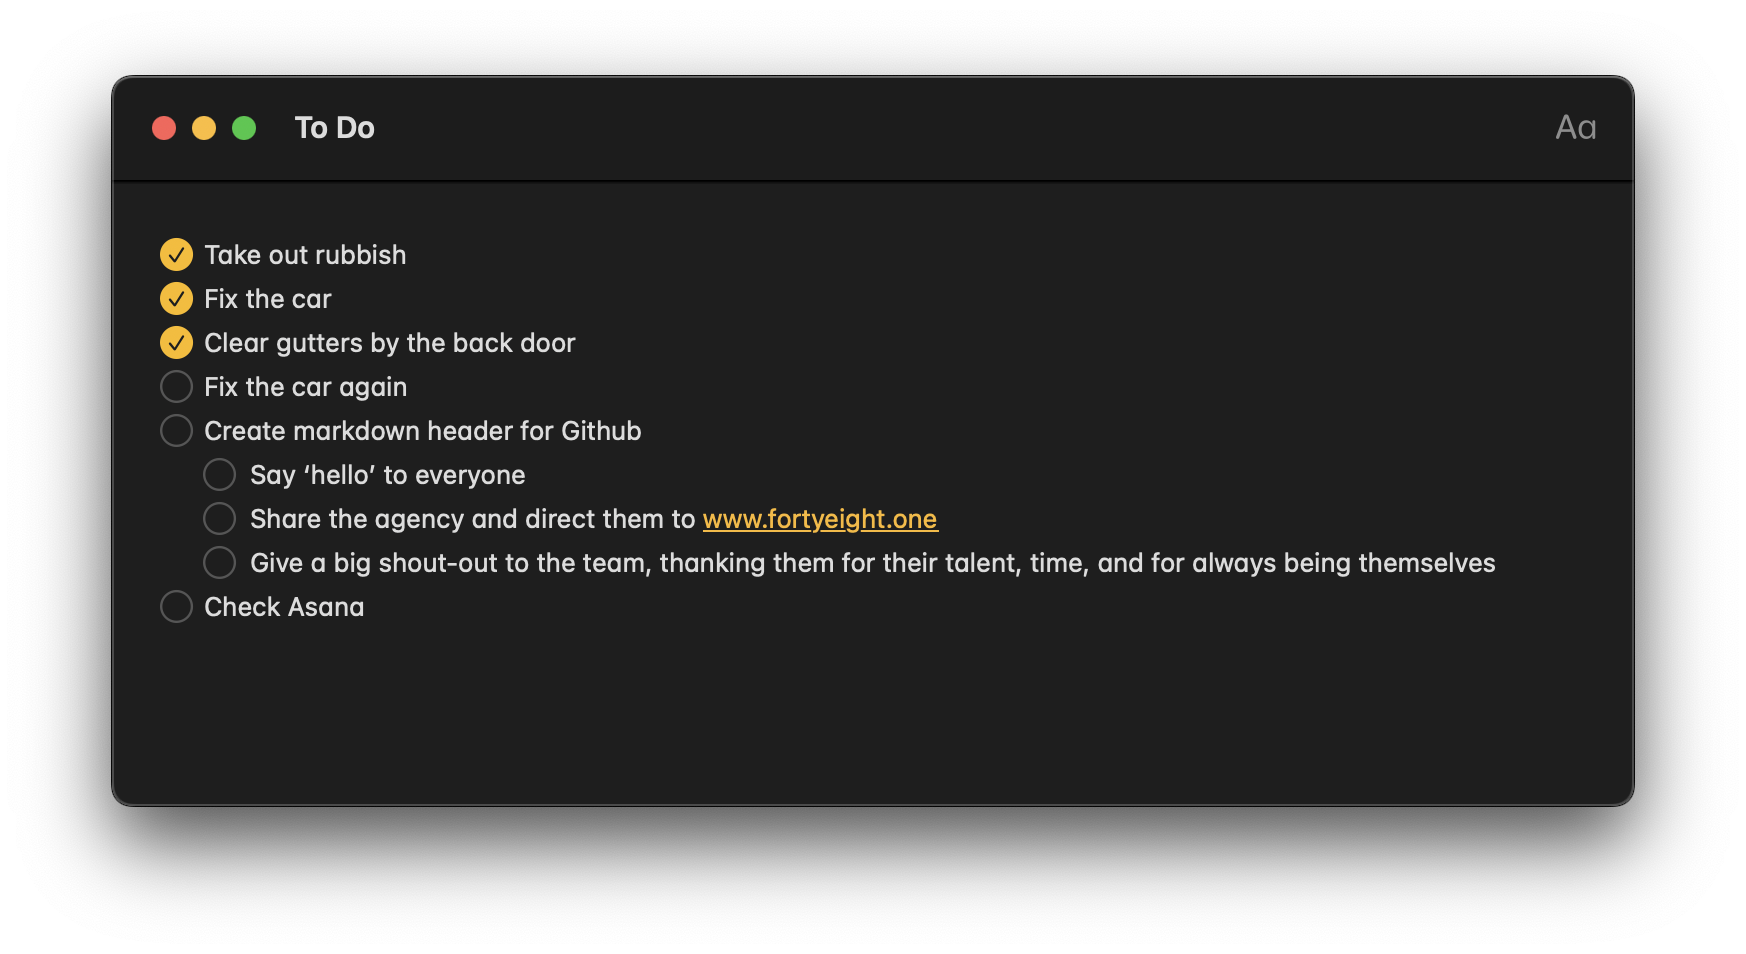 To Do
Aa
Take out rubbish
Fix the car
Clear gutters by the back door
Fix the car again
Create markdown header for Github
Say ‘hello’ to everyone
Share the agency and direct them to www.fortyeight.one
Give a big shout-out to the team, thanking them for their talent, time, and for always being themselves
Check Asana